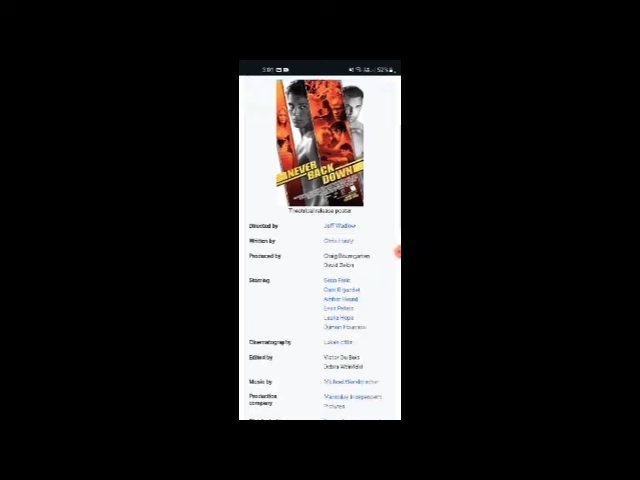 NEVER
BACK
DOWN
Theatrical release poster
Directed by
Jeff Wadlow
Written by
Chris Hauty
Produced by
Craig Baumgarten
David Zelon
Starring
Sean Faris
Cam Gigandet
Amber Heard
Evan Peters
Leslie Hope
Djimon Hounsou
Cinematography
Lukas Ettlin
Edited by
Victor Du Bois
Debra Weinfeld
Music by
Michael Wandmacher
Production
company
Mandalay Independent
Pictures